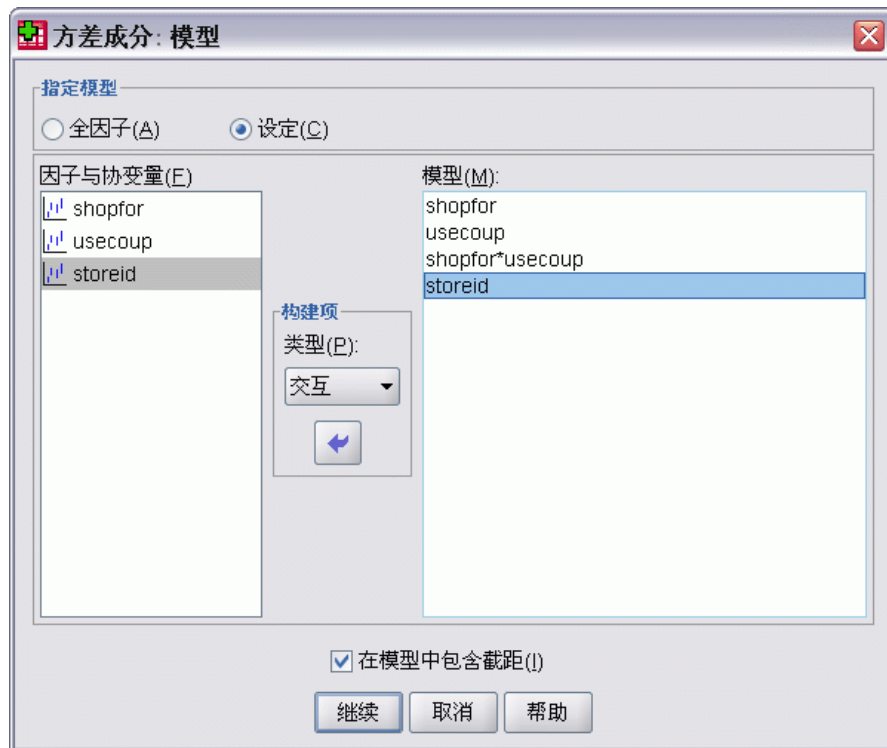 方差成分: 模型
指定模型
全因子(A)
设定(C)
因子与协变量(F)
shopfor
usecoup
storeid
构建项
类型(P):
交互
模型(M):
shopfor
usecoup
shopfor*usecoup
storeid
在模型中包含截距(I)
继续
取消
帮助